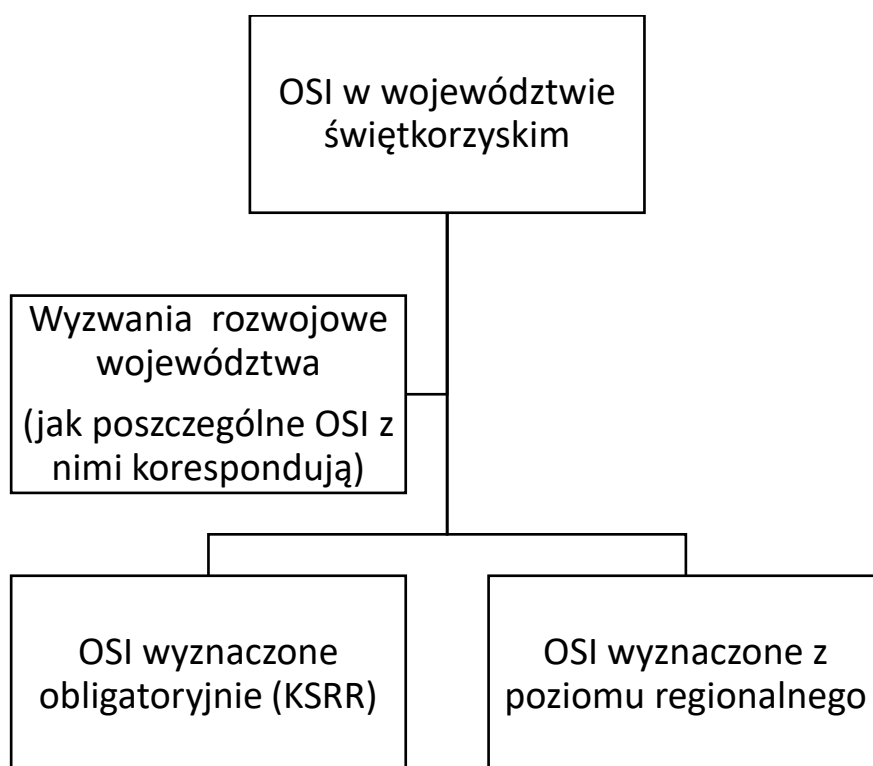 OSI w województwie
świętkorzyskim
Wyzwania rozwojowe
województwa
(jak poszczególne OSI z
nimi korespondują)
OSI wyznaczone
obligatoryjnie (KSRR)
OSI wyznaczone z
poziomu regionalnego